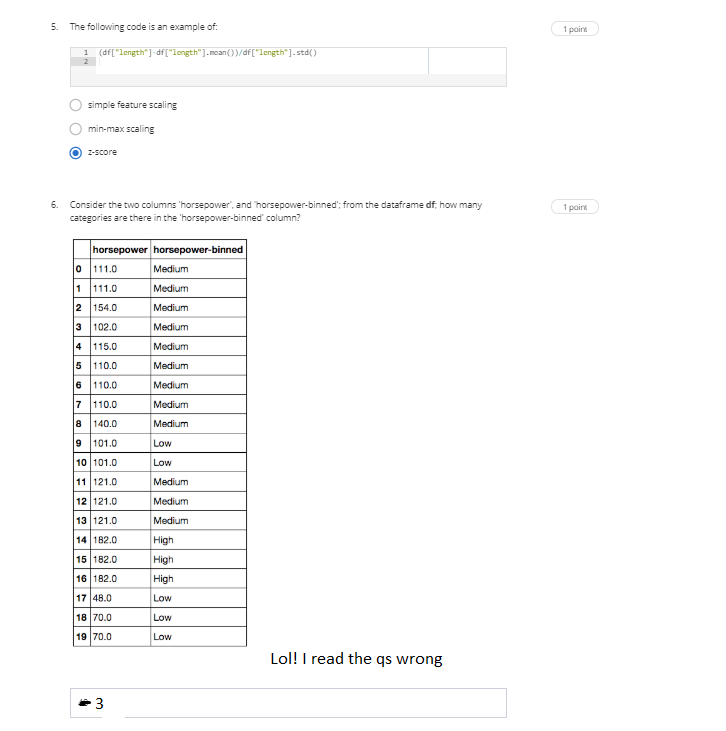 5. The following code is an example of:
1 point
1 (df["length"]-df["length"].mean())/df["length"].std()
2
simple feature scaling
min-max scaling
z-score
6. Consider the two columns 'horsepower', and 'horsepower-binned'; from the dataframe df; how many
1 point
categories are there in the 'horsepower-binned' column?
horsepower horsepower-binned
0 111.0 Medium
1 111.0 Medium
2 154.0 Medium
3 102.0 Medium
4 115.0 Medium
5 110.0 Medium
6 110.0 Medium
7 110.0 Medium
8 140.0 Medium
9 101.0 Low
10 101.0 Low
11 121.0 Medium
12 121.0 Medium
13 121.0 Medium
14 182.0 High
15 182.0 High
16 182.0 High
17 48.0 Low
18 70.0 Low
19 70.0 Low
Lol! I read the qs wrong
3